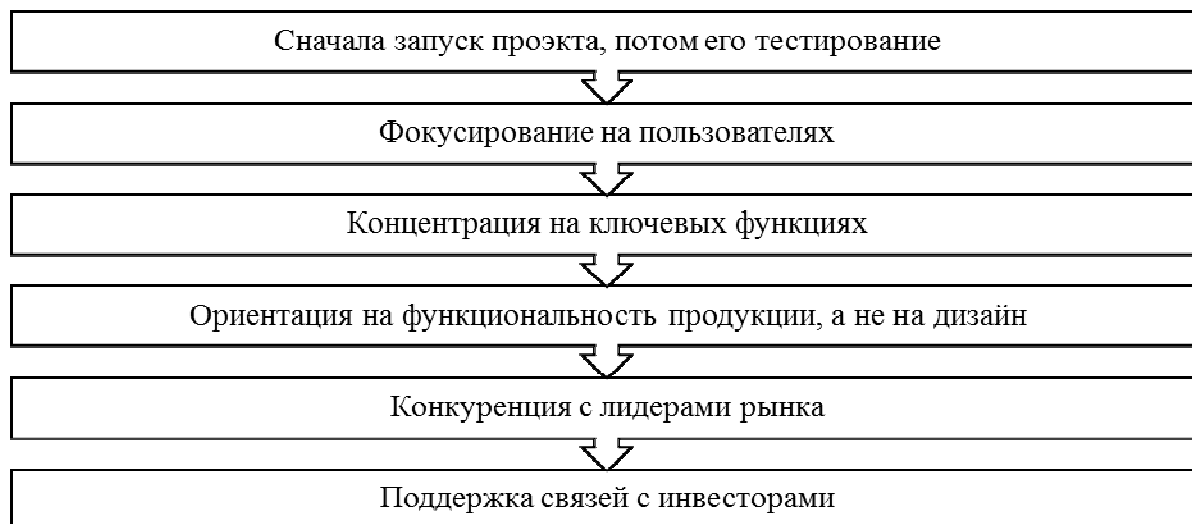 Сначала запуск проэкта, потом его тестирование
Фокусирование на пользователях
Концентрация на ключевых функциях
Ориентация на функциональность продукции, а не на дизайн
Конкуренция с лидерами рынка
Поддержка связей с инвесторами